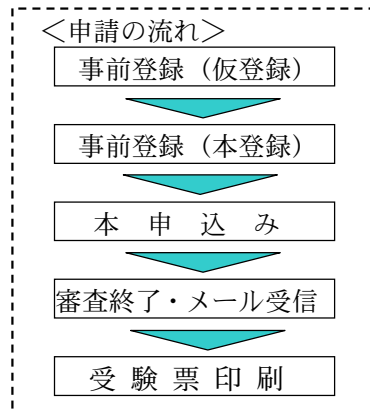 ＜申請の流れ＞
事前登録（仮登録）
事前登録（本登録）
本　申　込　み
審査終了・メール受信
受 験 票 印 刷